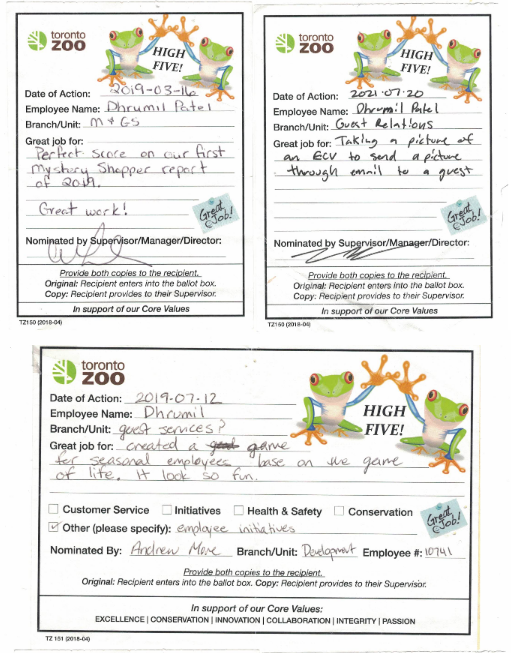 toronto
ZOO
HIGH
FIVE!
Date of Action: 2019-03-16
Employee Name: Dhrumil Patel
Branch/Unit: M & GS
Great job for:
Perfect score on our first
Mystery Shopper report
of 2019.
Great work!
Great Job!
Nominated by Supervisor/Manager/Director:
Provide both copies to the recipient.
Original: Recipient enters into the ballot box.
Copy: Recipient provides to their Supervisor.
In support of our Core Values
TZ150 (2018-04)
toronto
ZOO
HIGH
FIVE!
Date of Action: 2021-07-20
Employee Name: Dhrumil Patel
Branch/Unit: Guest Relations
Great job for: Taking a picture of
an ECV to send a picture
through email to a guest
Great Job!
Nominated by Supervisor/Manager/Director:
Provide both copies to the recipient.
Original: Recipient enters into the ballot box.
Copy: Recipient provides to their Supervisor.
In support of our Core Values
TZ150 (2018-04)
toronto
ZOO
HIGH
FIVE!
Date of Action: 2019-07-12
Employee Name: Dhrumil
Branch/Unit: guest services?
Great job for: created a game
for seasonal employees base on the game
of life. It look so fun.
Customer Service Initiatives Health & Safety Conservation
Other (please specify): employee initiatives
Great Job!
Nominated By: Andrew Branch/Unit: Development Employee #: 10741
Provide both copies to the recipient.
Original: Recipient enters into the ballot box. Copy: Recipient provides to their Supervisor.
In support of our Core Values:
EXCELLENCE | CONSERVATION | INNOVATION | COLLABORATION | INTEGRITY | PASSION
TZ 151 (2018-04)